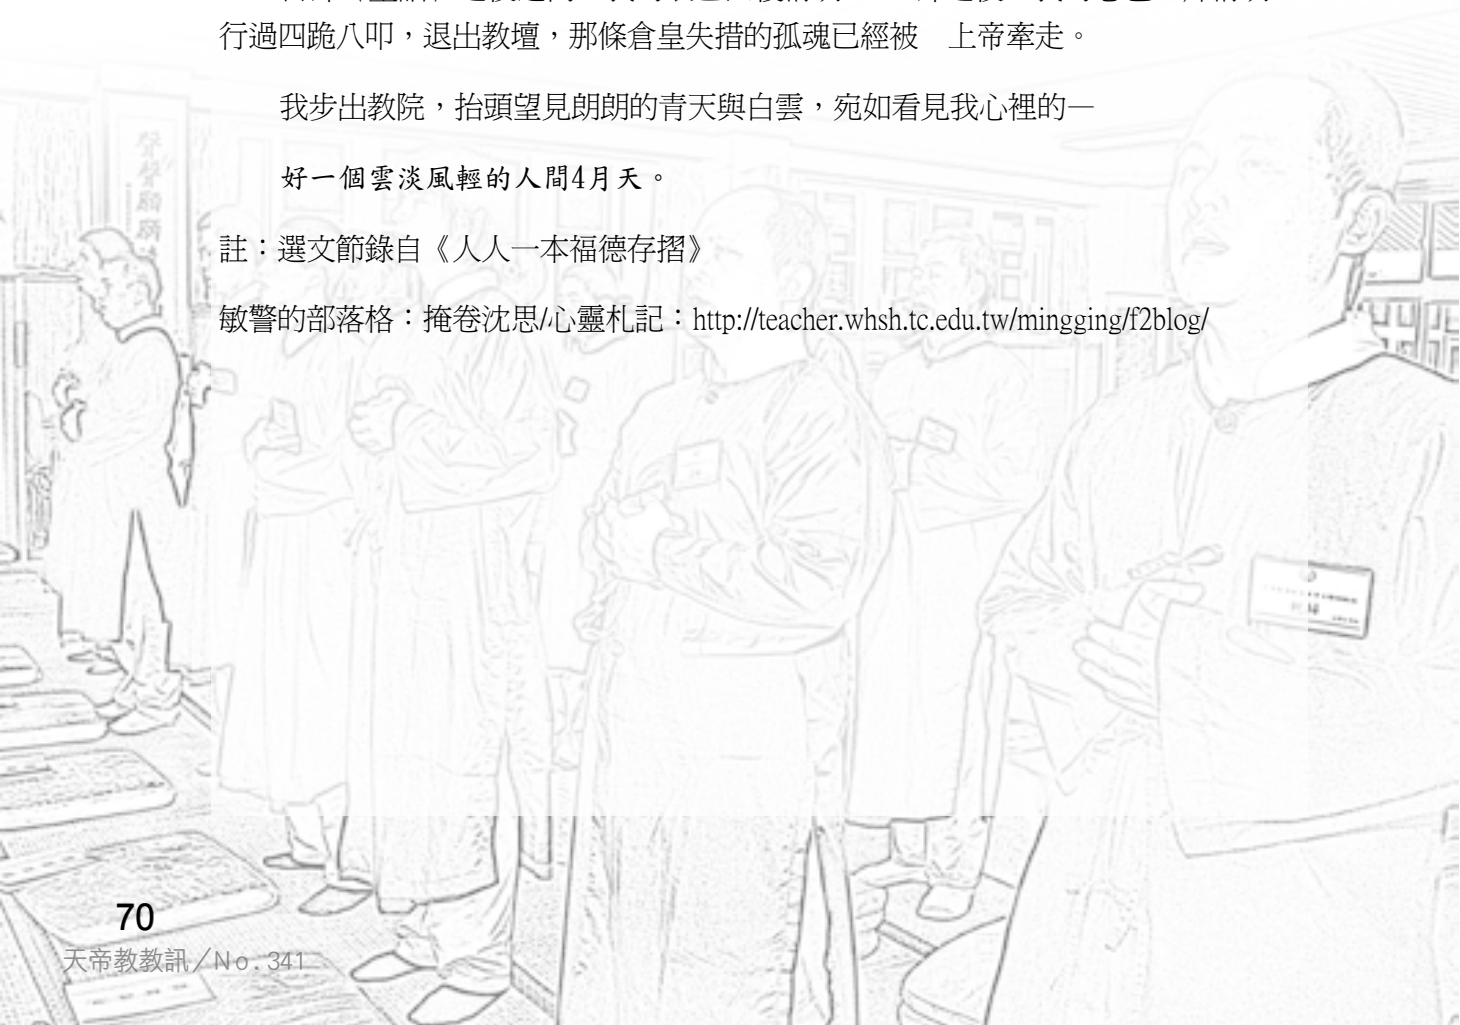 行過四跪八叩，退出教壇，那條倉皇失措的孤魂已經被　上帝牽走。
我步出教院，抬頭望見朗朗的青天與白雲，宛如看見我心裡的—
好一個雲淡風輕的人間4月天。
註：選文節錄自《人人一本福德存摺》
敏警的部落格：掩卷沈思/心靈札記：http://teacher.whsh.tc.edu.tw/mingging/f2blog/
70
天帝教教訊／No.341